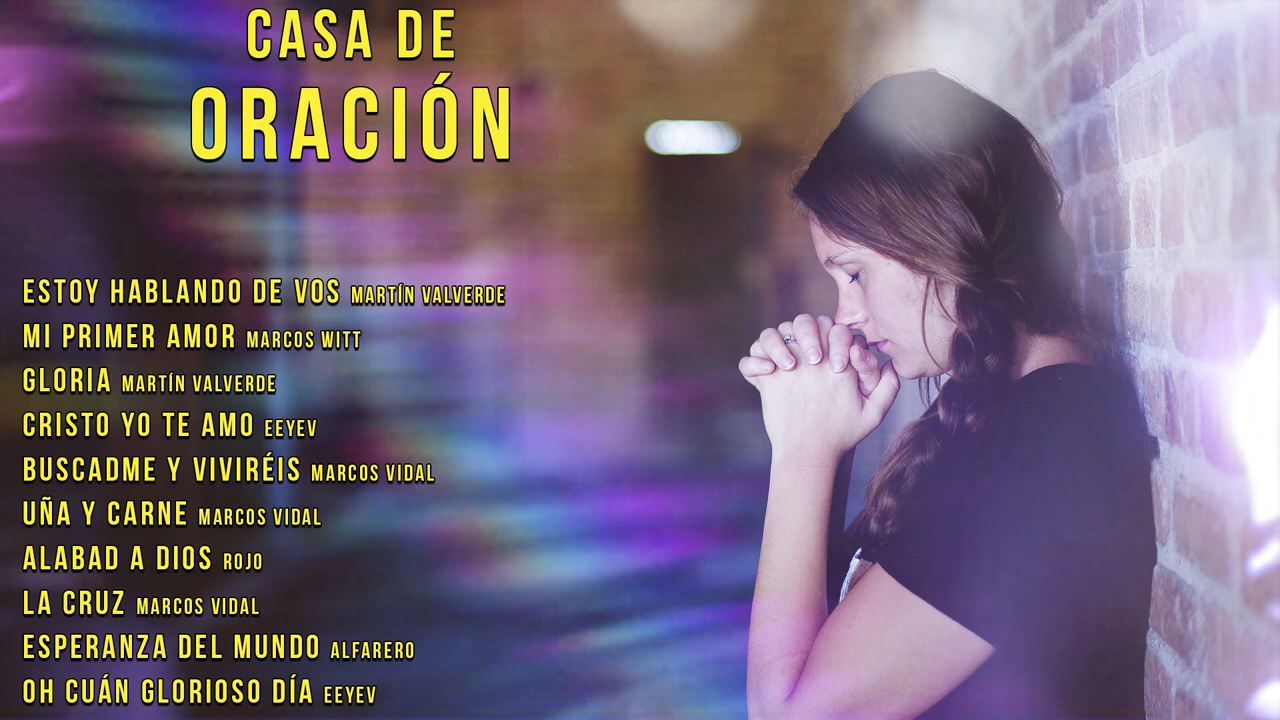 CASA DE
ORACIÓN
ESTOY HABLANDO DE VOS MARTÍN VALVERDE
MI PRIMER AMOR MARCOS WITT
GLORIA MARTÍN VALVERDE
CRISTO YO TE AMO EEYEV
BUSCADME Y VIVIRÉIS MARCOS VIDAL
UÑA Y CARNE MARCOS VIDAL
ALABAD A DIOS ROJO
LA CRUZ MARCOS VIDAL
ESPERANZA DEL MUNDO ALFARERO
OH CUÁN GLORIOSO DÍA EEYEV